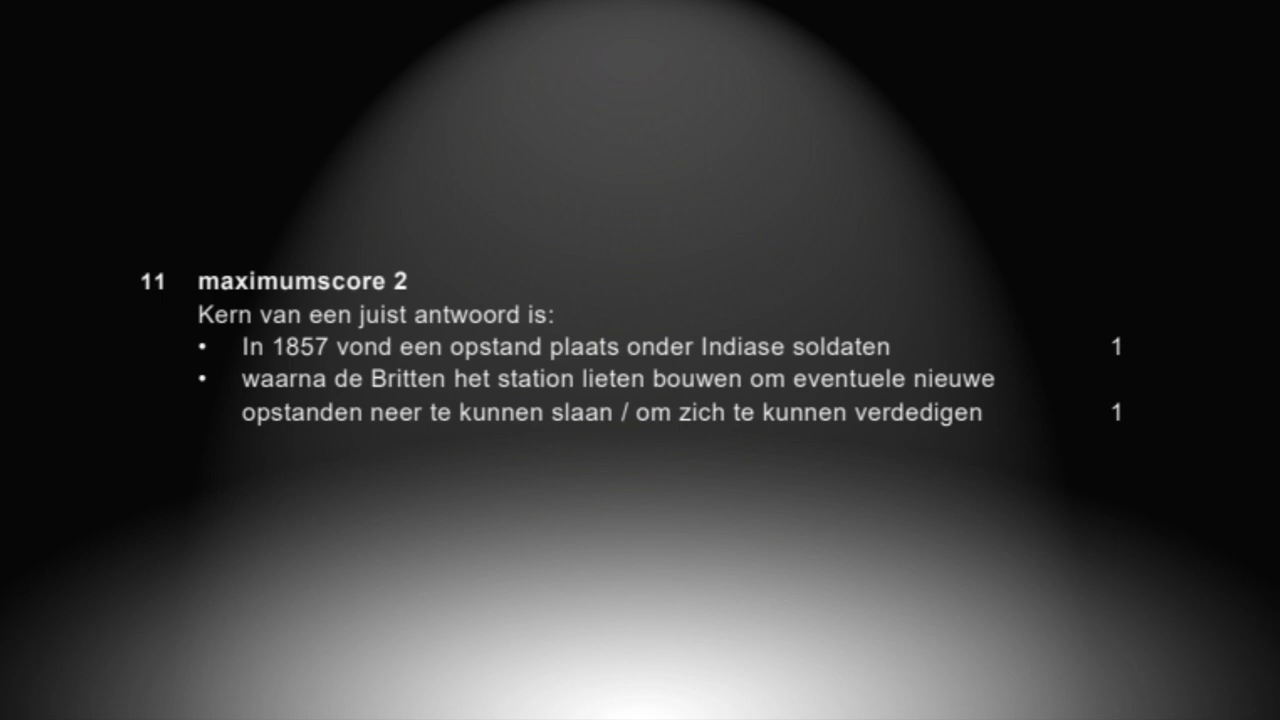 11 maximumscore 2
Kern van een juist antwoord is:
• In 1857 vond een opstand plaats onder Indiase soldaten 1
• waarna de Britten het station lieten bouwen om eventuele nieuwe
opstanden neer te kunnen slaan / om zich te kunnen verdedigen 1